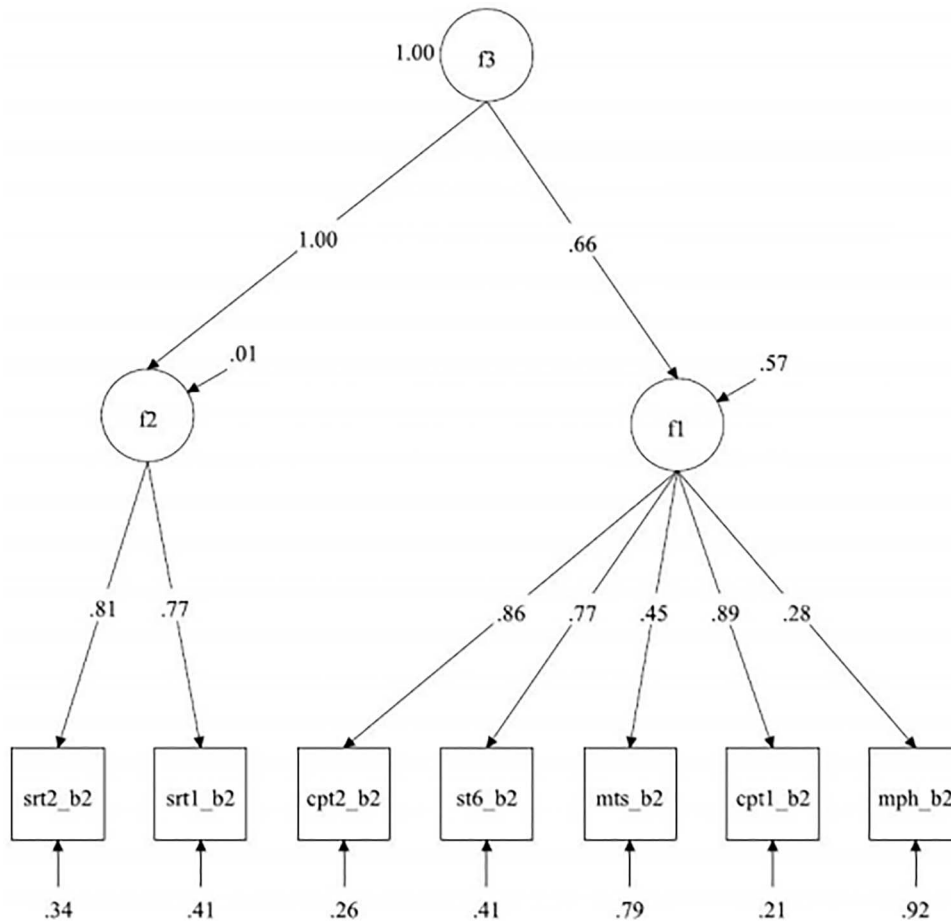 1.00 f3
1.00 .66
.01 .57
f2 f1
.81 .77 .86 .77 .45 .89 .28
srt2_b2 srt1_b2 cpt2_b2 st6_b2 mts_b2 cpt1_b2 mph_b2
.34 .41 .26 .41 .79 .21 .92